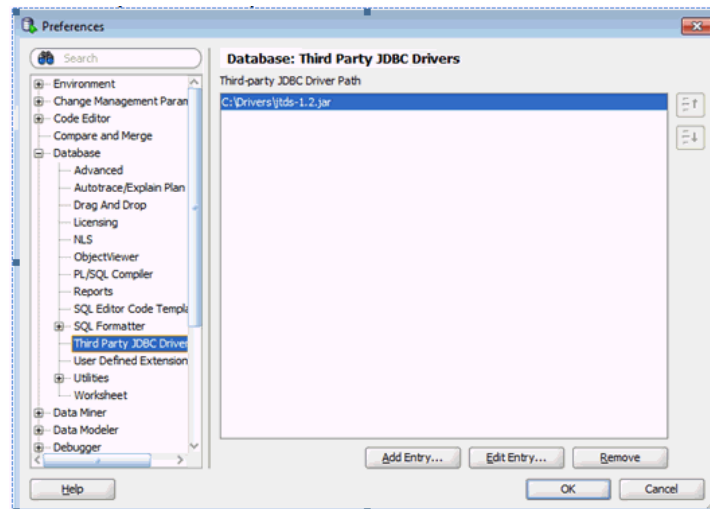 Preferences
Search
Environment
Change Management Param
Code Editor
Compare and Merge
Database
Advanced
Autotrace/Explain Plan
Drag And Drop
Licensing
NLS
ObjectViewer
PL/SQL Compiler
Reports
SQL Editor Code Templa
SQL Formatter
Third Party JDBC Driver
User Defined Extension
Utilities
Worksheet
Data Miner
Data Modeler
Debugger
Database: Third Party JDBC Drivers
Third-party JDBC Driver Path
C:\Drivers\jtds-1.2.jar
Add Entry... Edit Entry... Remove
Help OK Cancel